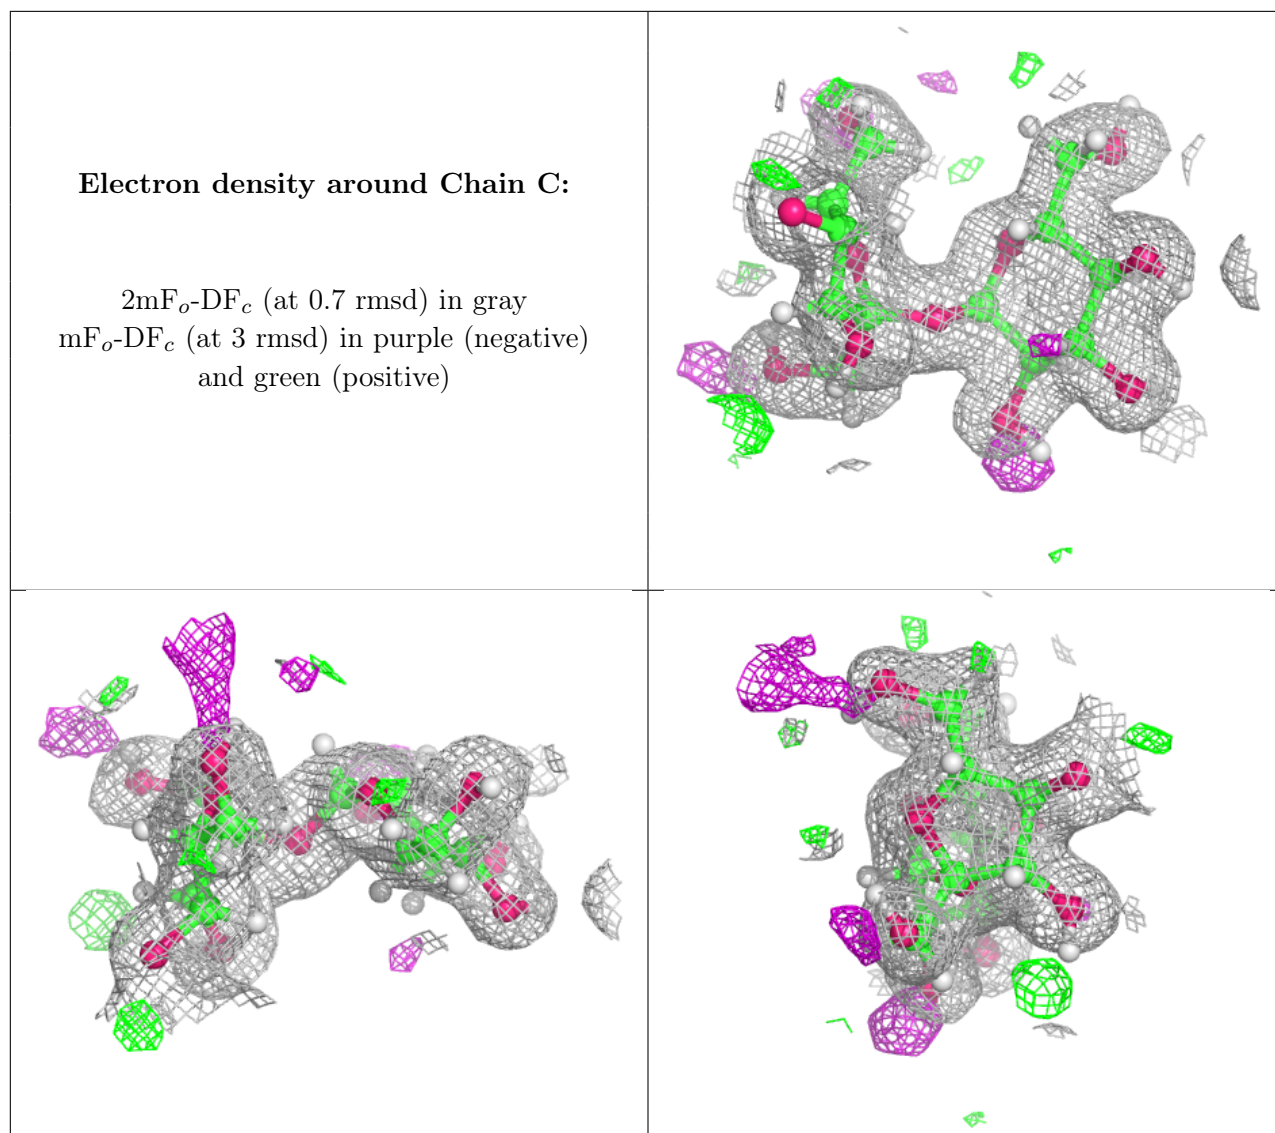 Electron density around Chain C:
2mFo-DFc (at 0.7 rmsd) in gray
mFo-DFc (at 3 rmsd) in purple (negative)
and green (positive)